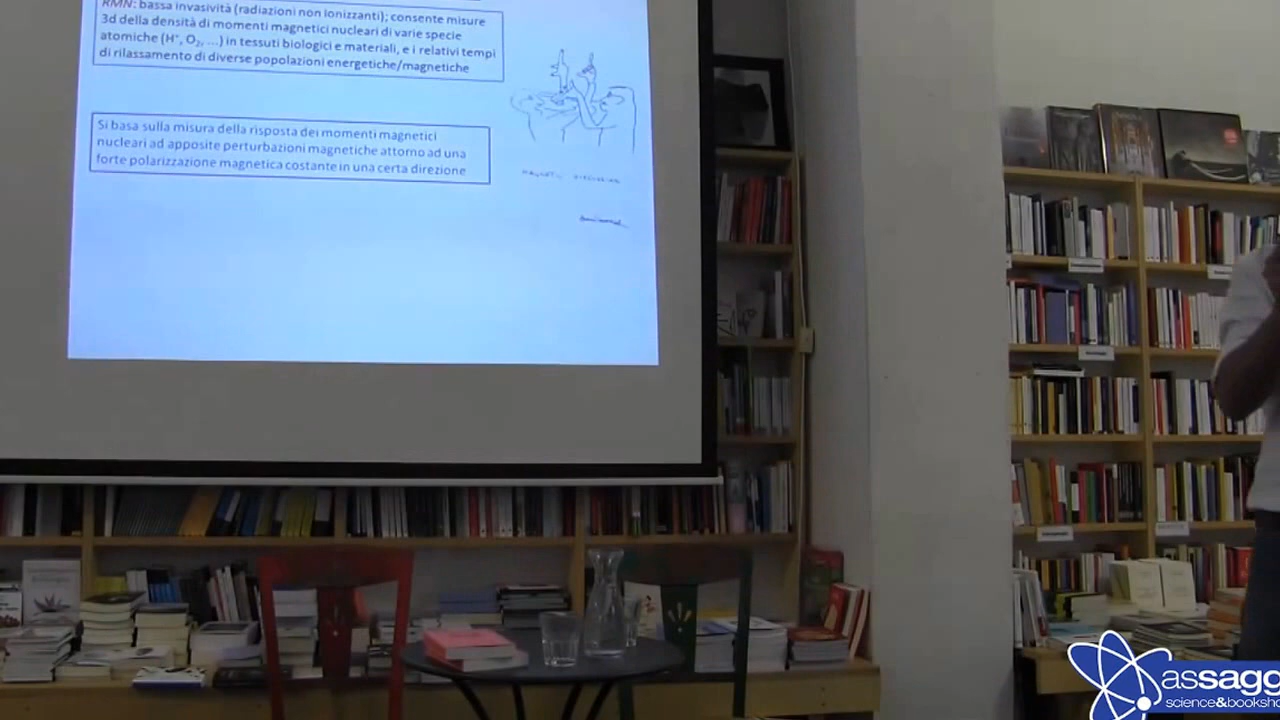 RMN: bassa invasività (radiazioni non ionizzanti); consente misure
3d della densità di momenti magnetici nucleari di varie specie
atomiche (H⁺, O₂, ...) in tessuti biologici e materiali, e i relativi tempi
di rilassamento di diverse popolazioni energetiche/magnetiche
Si basa sulla misura della risposta dei momenti magnetici
nucleari ad apposite perturbazioni magnetiche attorno ad una
forte polarizzazione magnetica costante in una certa direzione
assagg
science&booksho